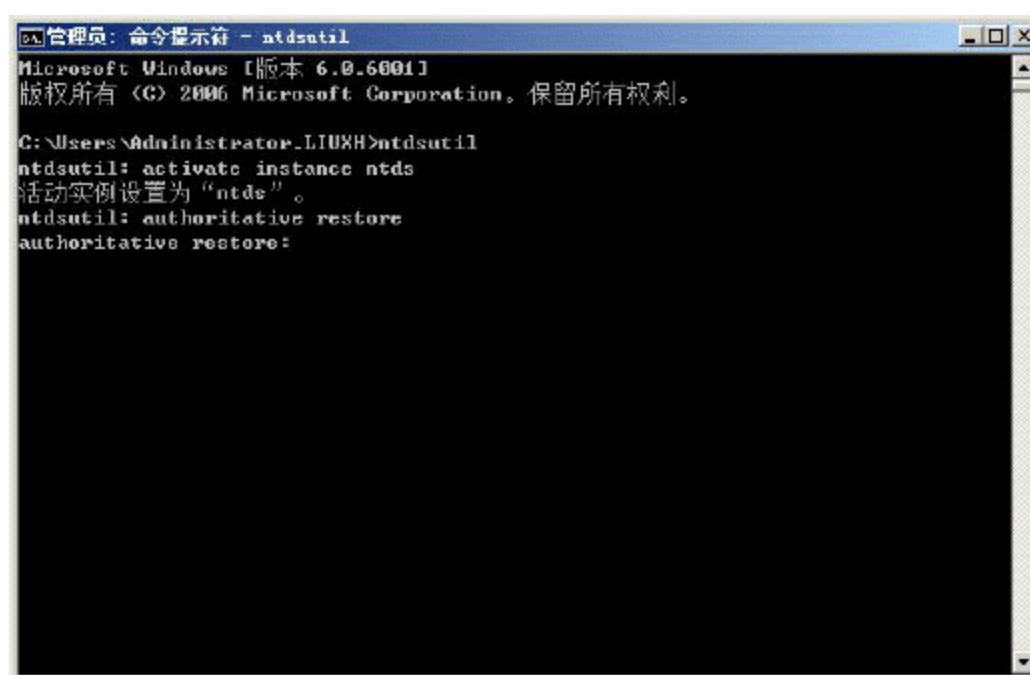 管理员: 命令提示符 - ntdsutil
Microsoft Windows [版本 6.0.6001]
版权所有 (C) 2006 Microsoft Corporation。保留所有权利。
C:\Users\Administrator.LIUXH>ntdsutil
ntdsutil: activate instance ntds
活动实例设置为“ntds”。
ntdsutil: authoritative restore
authoritative restore: